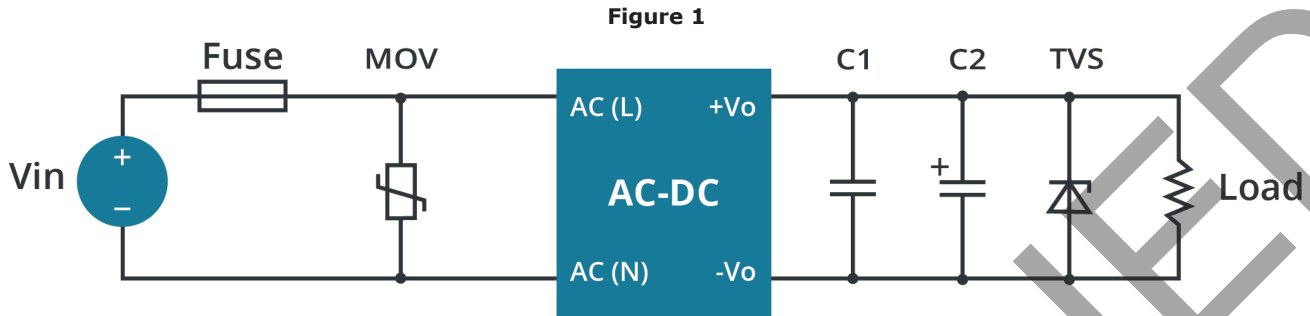 Figure 1
Fuse
MOV
C1
C2
TVS
AC (L)
+Vo
+
Vin
AC-DC
+
Load
−
AC (N)
-Vo